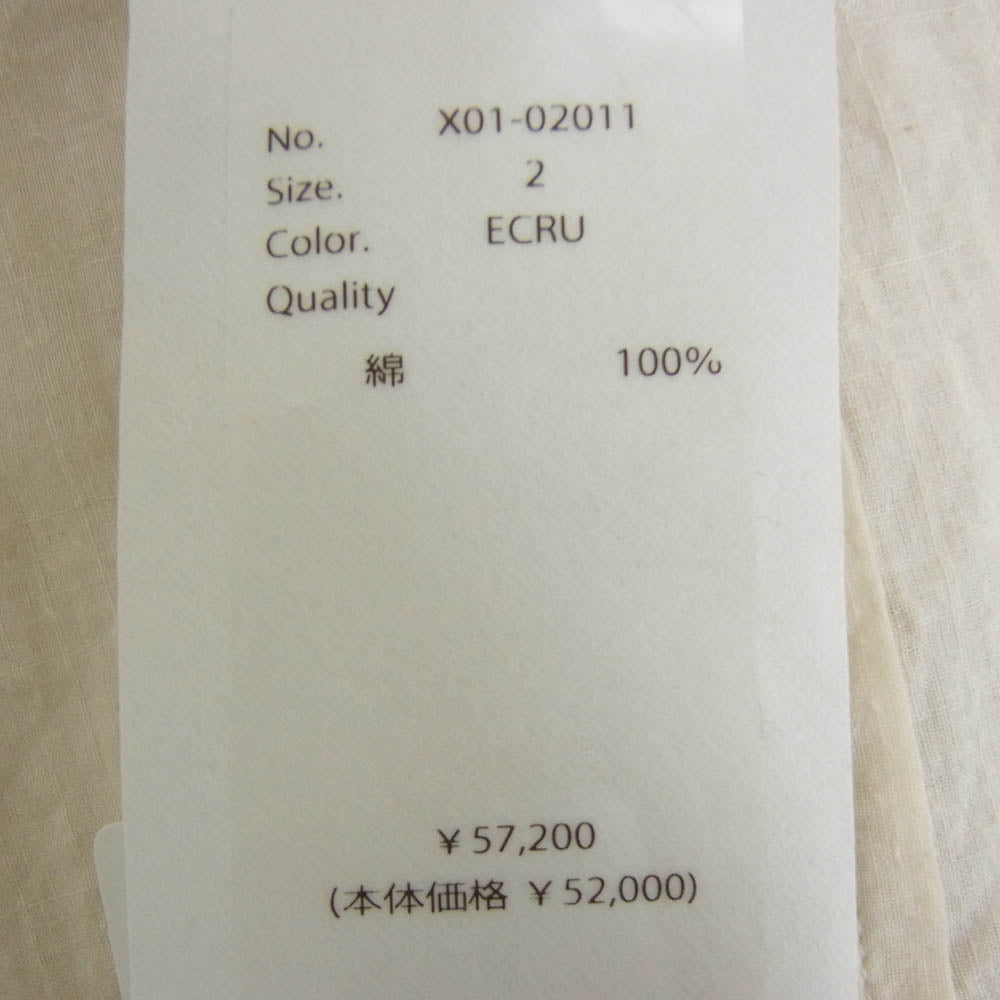 No. X01-02011
Size. 2
Color. ECRU
Quality
綿 100%
¥ 57,200
(本体価格 ¥ 52,000)